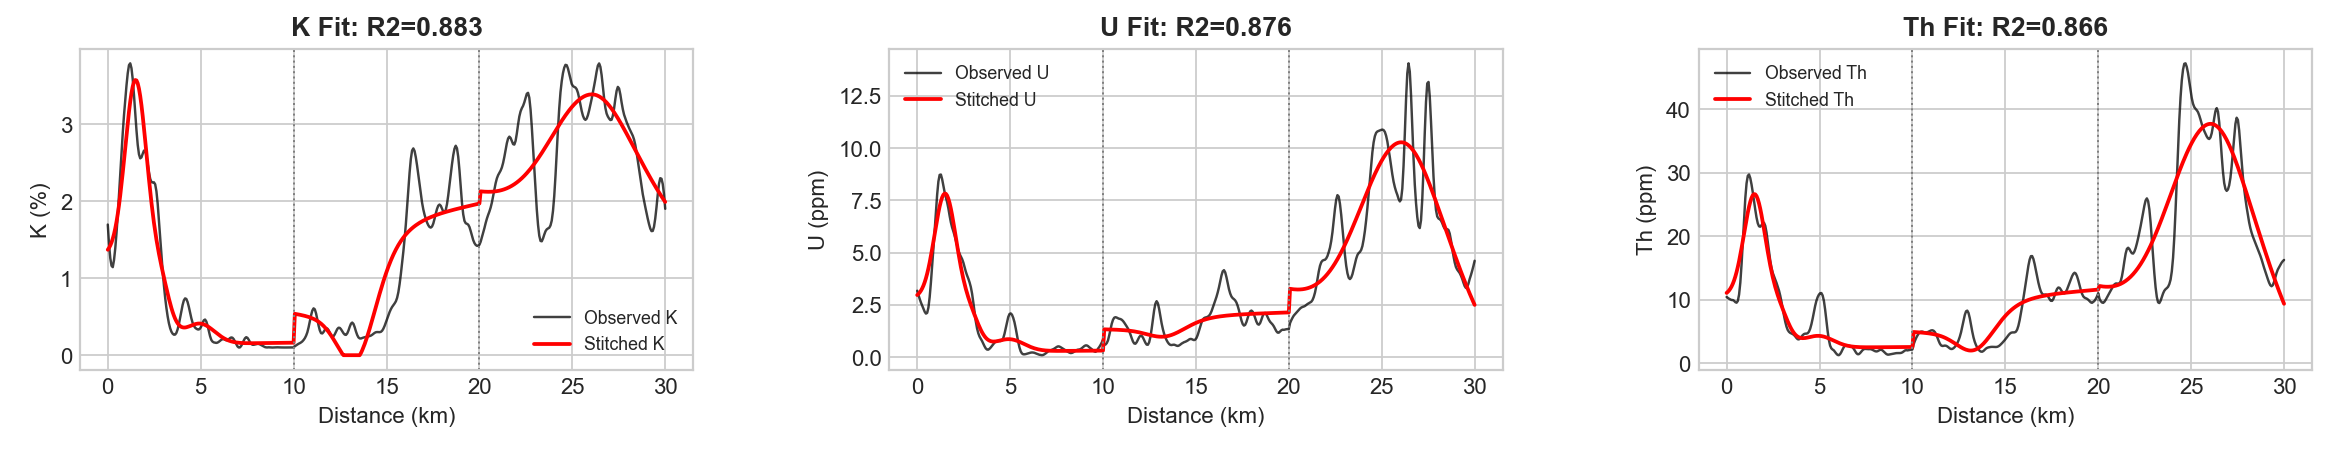 K Fit: R2=0.883
K (%)
3
2
1
0
Observed K
Stitched K
0 5 10 15 20 25 30
Distance (km)
U Fit: R2=0.876
U (ppm)
Observed U
Stitched U
12.5
10.0
7.5
5.0
2.5
0.0
0 5 10 15 20 25 30
Distance (km)
Th Fit: R2=0.866
Th (ppm)
Observed Th
Stitched Th
40
30
20
10
0
0 5 10 15 20 25 30
Distance (km)